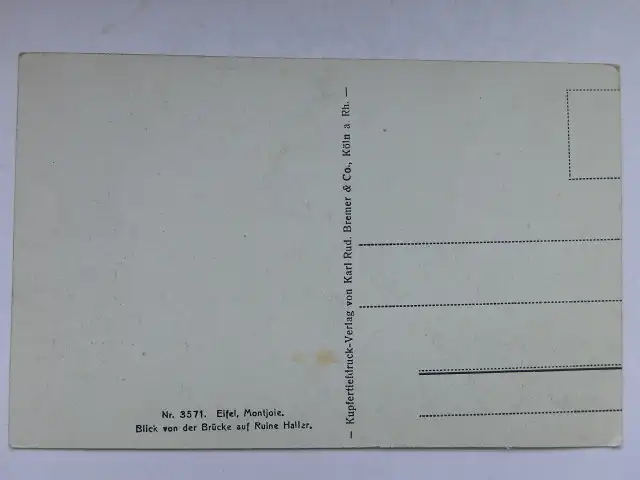 Nr. 3571. Eifel, Montjoie.
Blick von der Brücke auf Ruine Haller.
— Kupfertiefdruck-Verlag von Karl Rud. Bremer & Co., Köln a. Rh. —